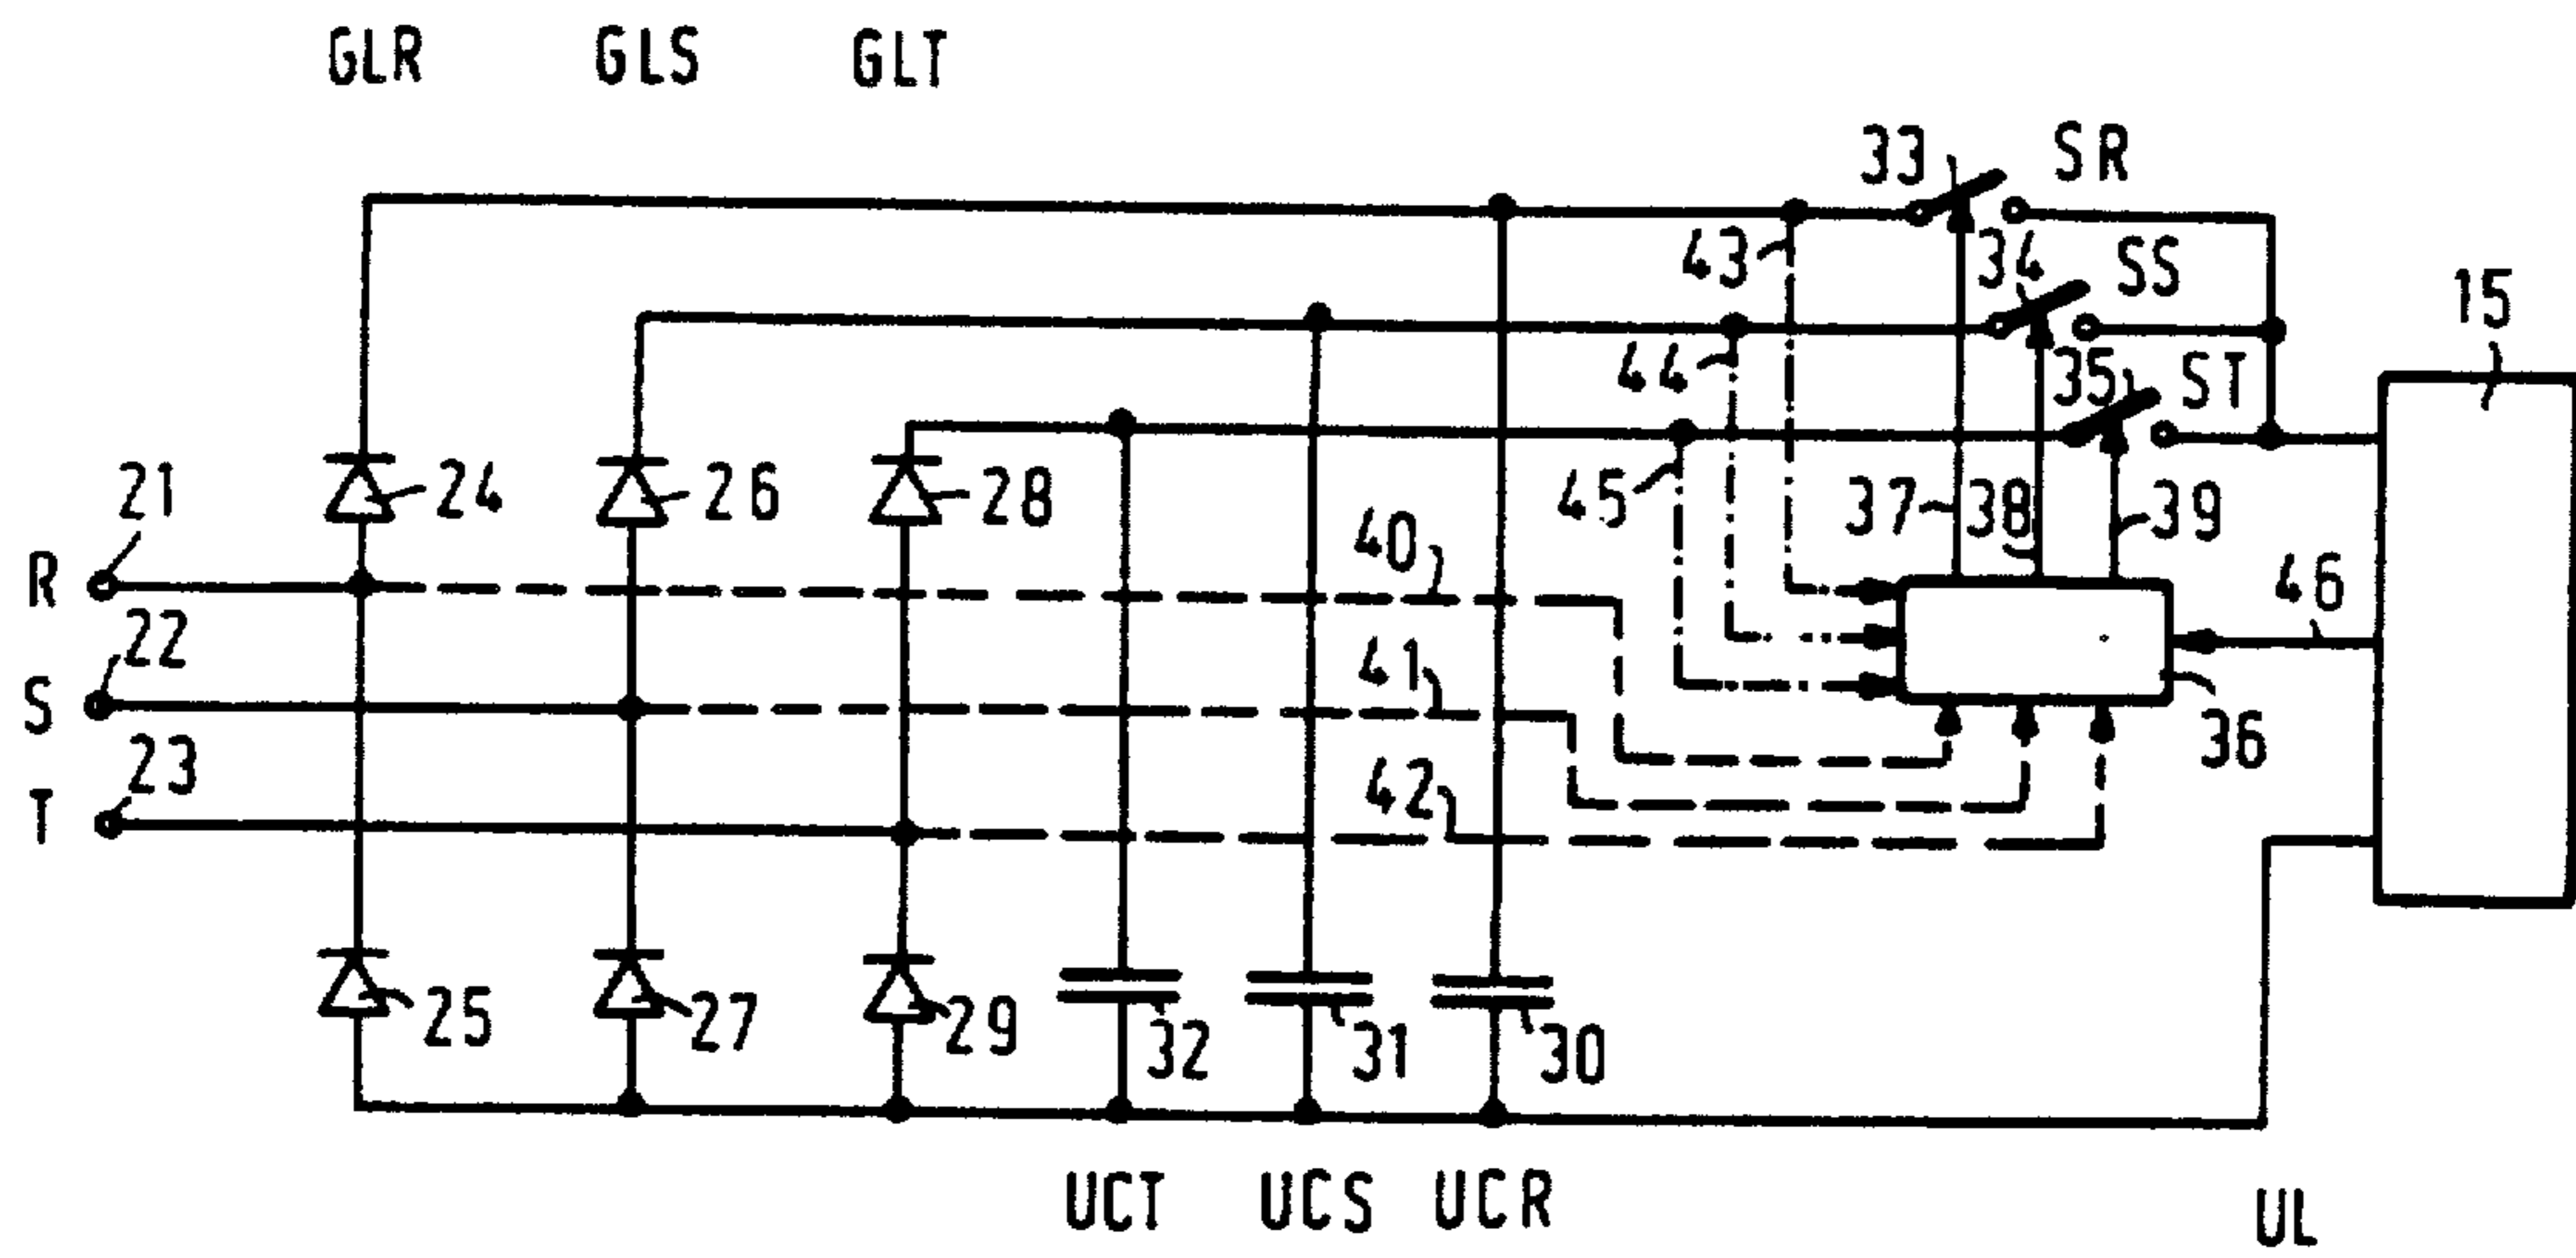 GLR GLS GLT
33 SR
43 34 SS
15
44 35 ST
21 24 26 28 45 40 37 38 39
R
46
22 41
S
36
23 42
T
25 27 29 32 31 30
UCT UCS UCR UL